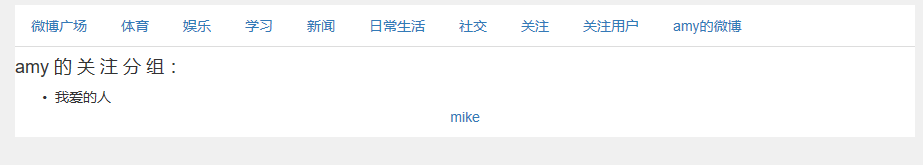 微博广场 体育 娱乐 学习 新闻 日常生活 社交 关注 关注用户 amy的微博
amy 的 关 注 分 组：
• 我爱的人
mike